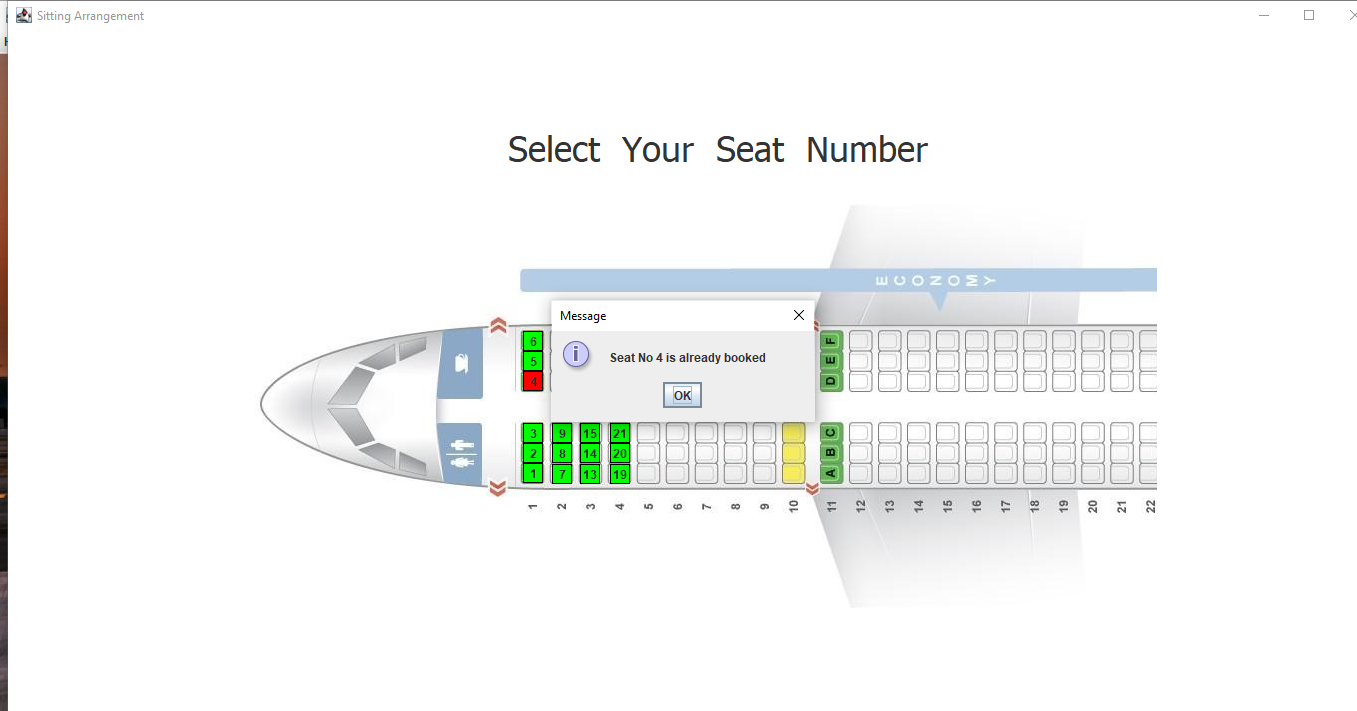 Sitting Arrangement
Select Your Seat Number
ECONOMY
Message
Seat No 4 is already booked
OK
6
5
4
F
E
D
3 9 15 21
2 8 14 20
1 7 13 19
C
B
A
1 2 3 4 5 6 7 8 9 10 11 12 13 14 15 16 17 18 19 20 21 22